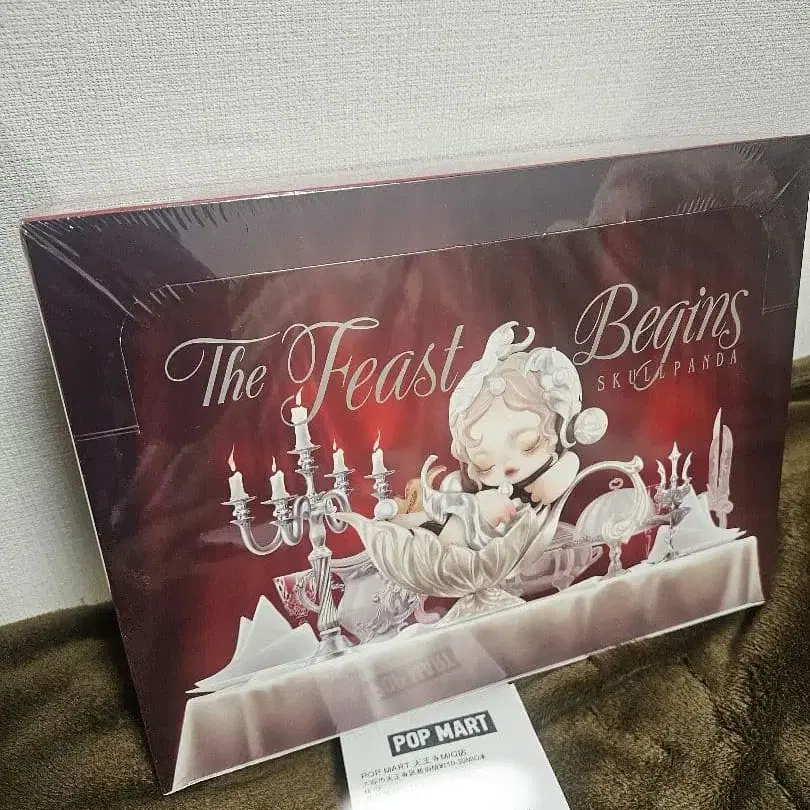 The Feast Begins
SKULLPANDA
POP MART
POP MART 天王寺MIO店